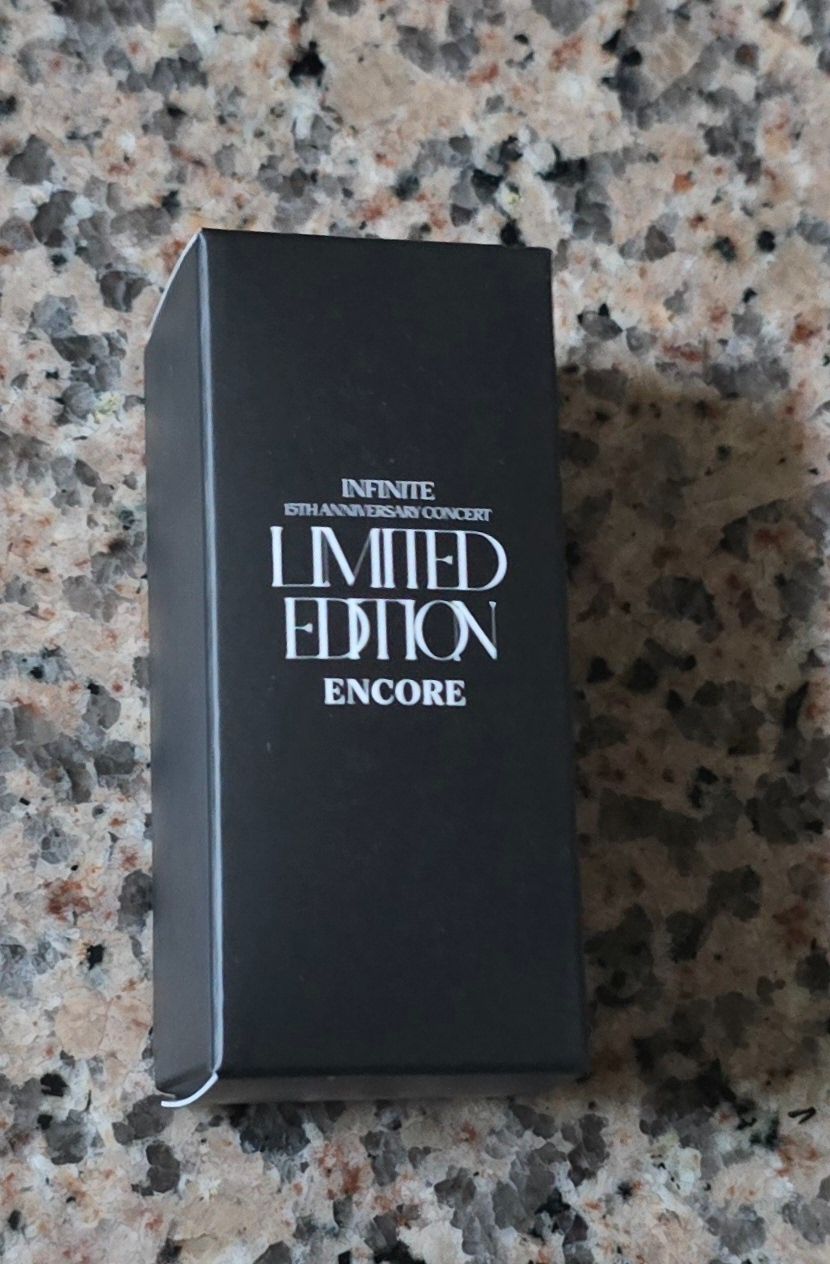 INFINITE
15TH ANNIVERSARY CONCERT
LIMITED
EDITION
ENCORE